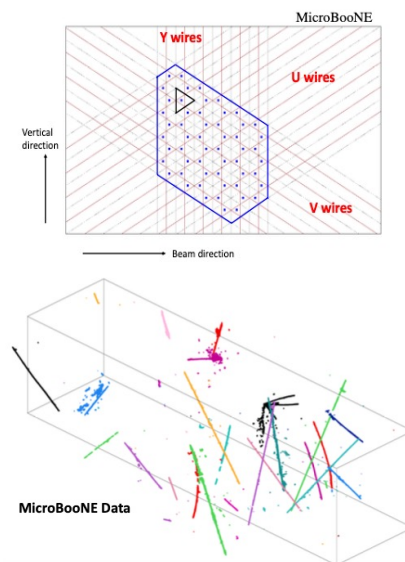 MicroBooNE
Y wires
U wires
Vertical
direction
V wires
Beam direction
MicroBooNE Data